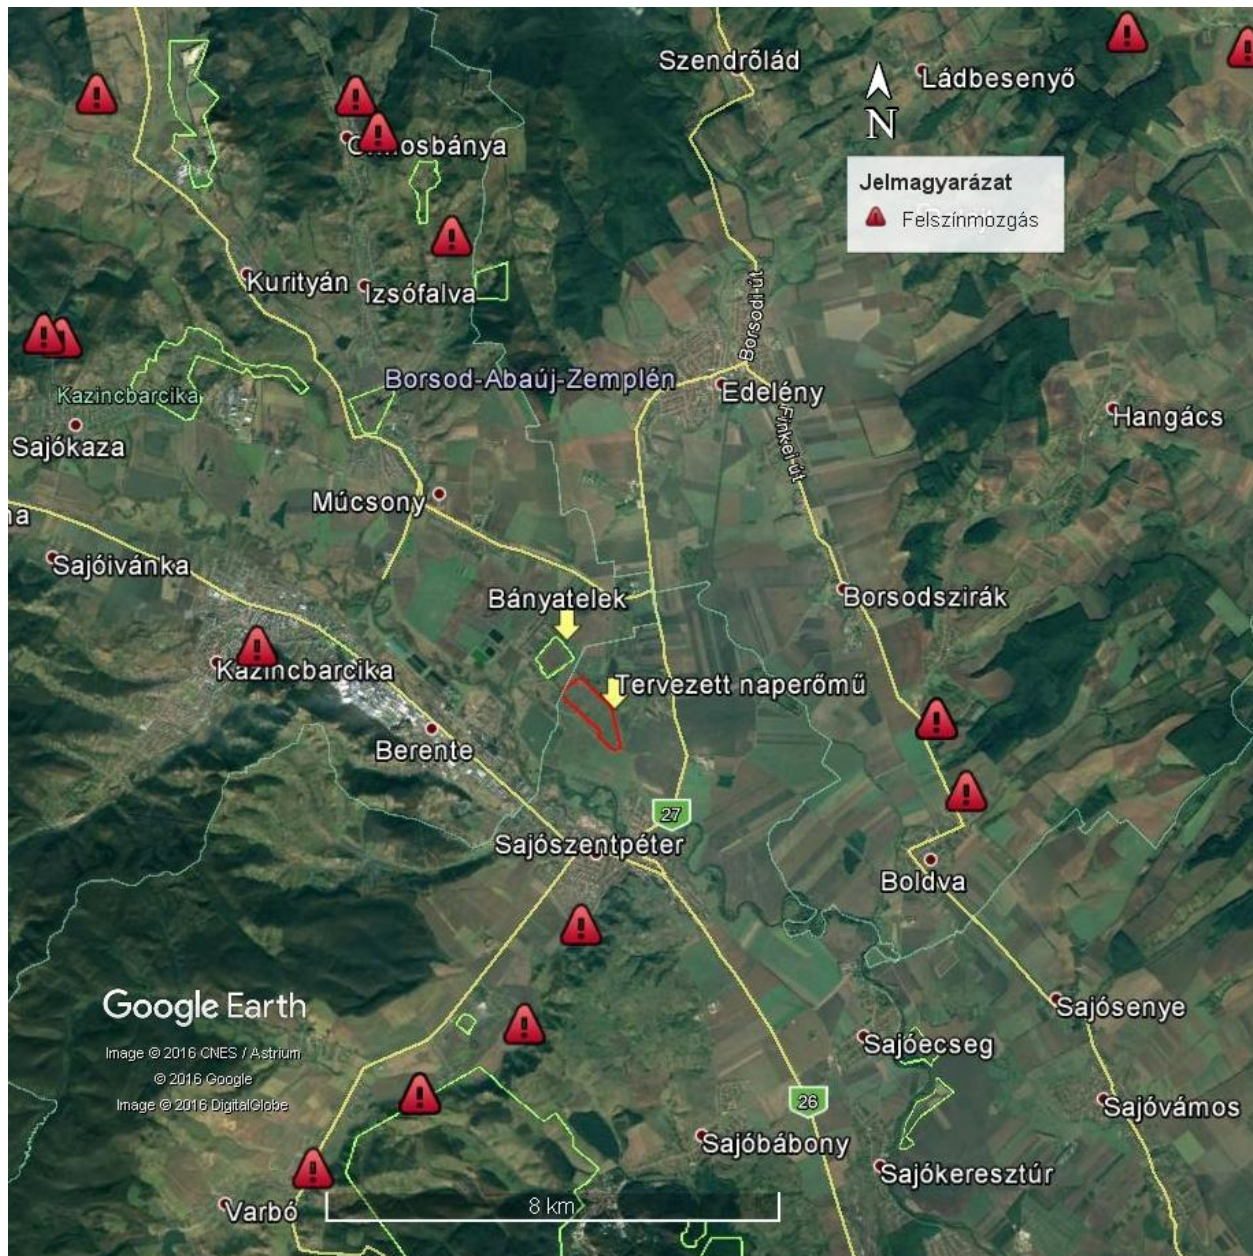 Szendrőlád
Ládbesenyő
N
Ormosbánya
Jelmagyarázat
Felszínmozgás
Kurityán
Izsófalva
Borsodi út
Borsod-Abaúj-Zemplén
Kazincbarcika
Edelény
Hangács
Finkei út
Sajókaza
Múcsony
na
Sajóivánka
Bányatelek
Borsodszirák
Kazincbarcika
Tervezett naperőmű
Berente
27
Sajószentpéter
Boldva
Google Earth
Sajósenye
Sajóecseg
Image © 2016 CNES / Astrium
© 2016 Google
Image © 2016 DigitalGlobe
26
Sajóvámos
Sajóbábony
Sajókeresztúr
Varbó
8 km